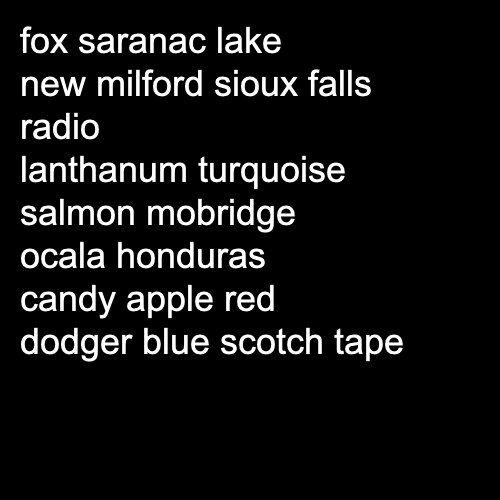 fox saranac lake
new milford sioux falls
radio
lanthanum turquoise
salmon mobridge
ocala honduras
candy apple red
dodger blue scotch tape